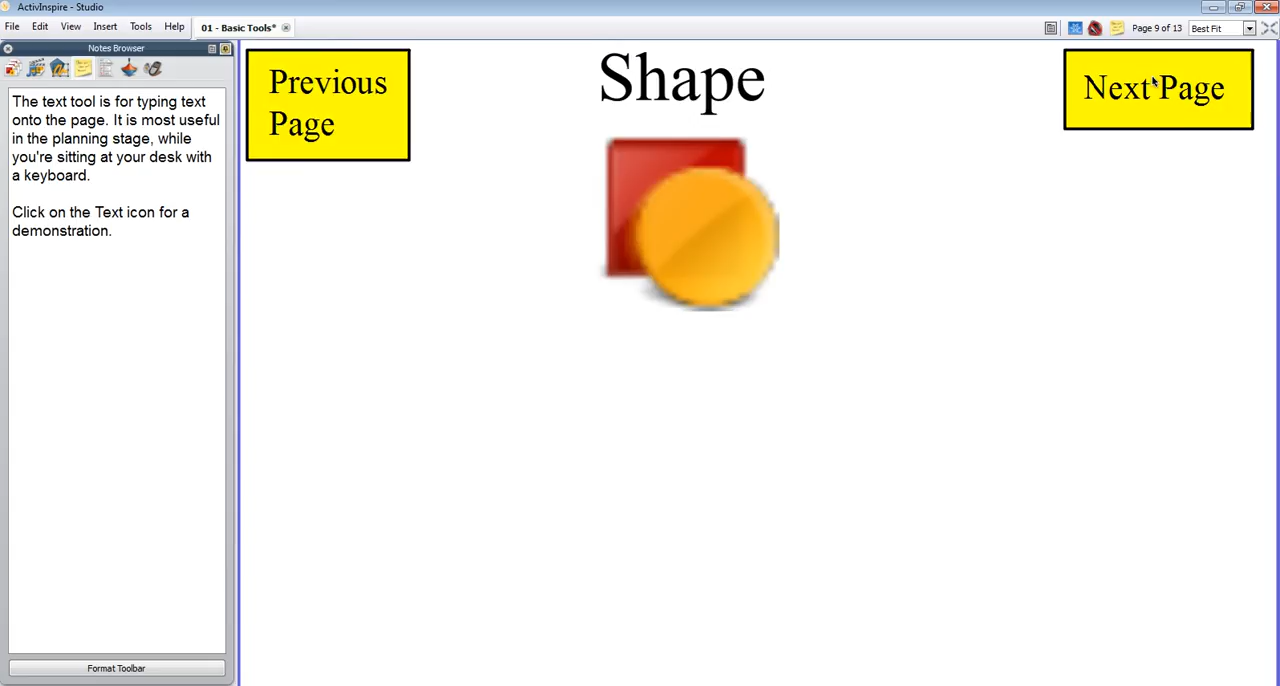 ActivInspire - Studio
File Edit View Insert Tools Help 01 - Basic Tools* Page 9 of 13 Best Fit
Notes Browser
The text tool is for typing text
onto the page. It is most useful
in the planning stage, while
you're sitting at your desk with
a keyboard.
Click on the Text icon for a
demonstration.
Format Toolbar
Previous
Page
Shape
Next Page